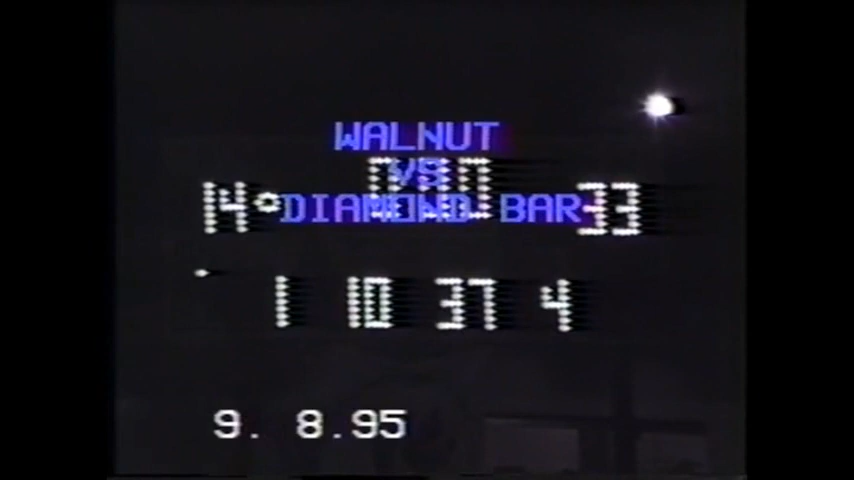 WALNUT
VS
DIAMOND BAR
14 33
1 10 37 4
9. 8.95